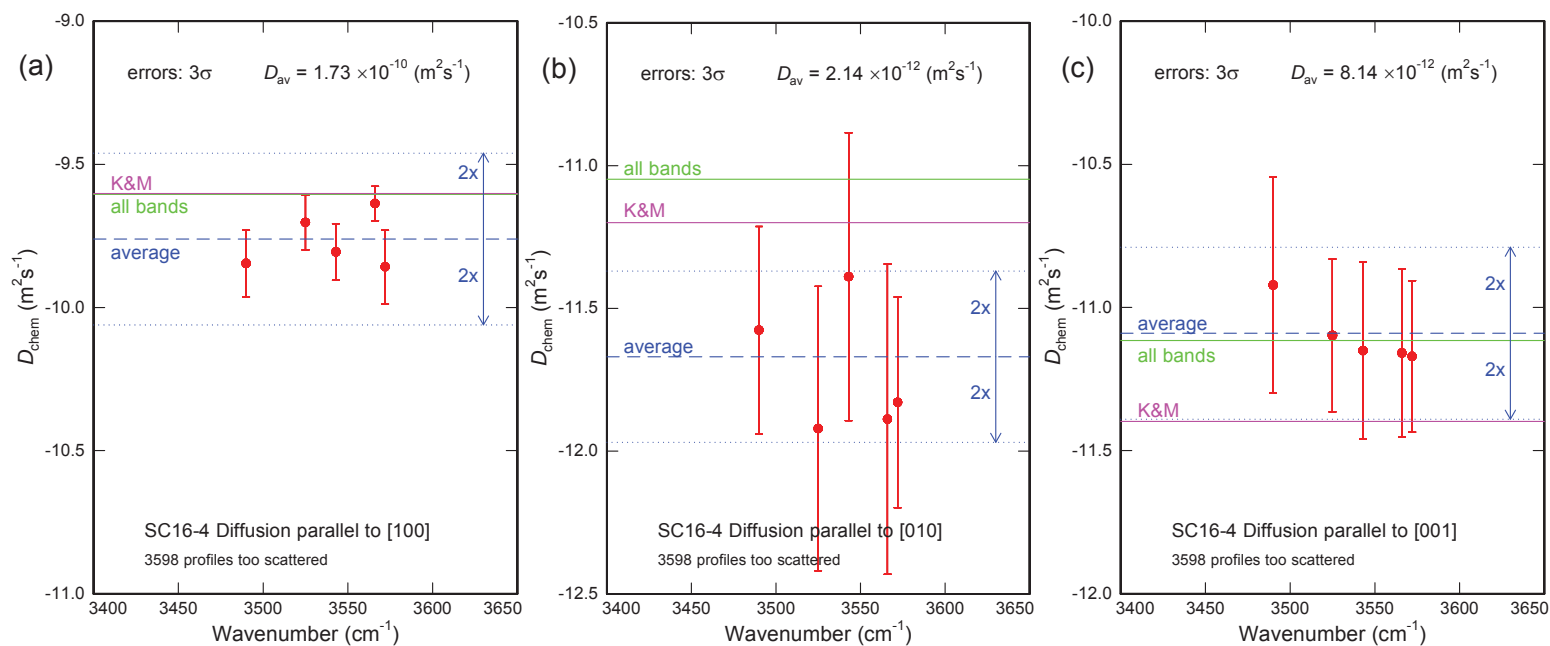 (a)
errors: 3σ D_av = 1.73 ×10^-10 (m^2s^-1)
-9.0
-9.5
-10.0
-10.5
-11.0
D_chem (m^2s^-1)
K&M
all bands
average
2x
2x
SC16-4 Diffusion parallel to [100]
3598 profiles too scattered
3400 3450 3500 3550 3600 3650
Wavenumber (cm^-1)
(b)
errors: 3σ D_av = 2.14 ×10^-12 (m^2s^-1)
-10.5
-11.0
-11.5
-12.0
-12.5
D_chem (m^2s^-1)
all bands
K&M
average
2x
2x
SC16-4 Diffusion parallel to [010]
3598 profiles too scattered
3400 3450 3500 3550 3600 3650
Wavenumber (cm^-1)
(c)
errors: 3σ D_av = 8.14 ×10^-12 (m^2s^-1)
-10.0
-10.5
-11.0
-11.5
-12.0
D_chem (m^2s^-1)
average
all bands
K&M
2x
2x
SC16-4 Diffusion parallel to [001]
3598 profiles too scattered
3400 3450 3500 3550 3600 3650
Wavenumber (cm^-1)